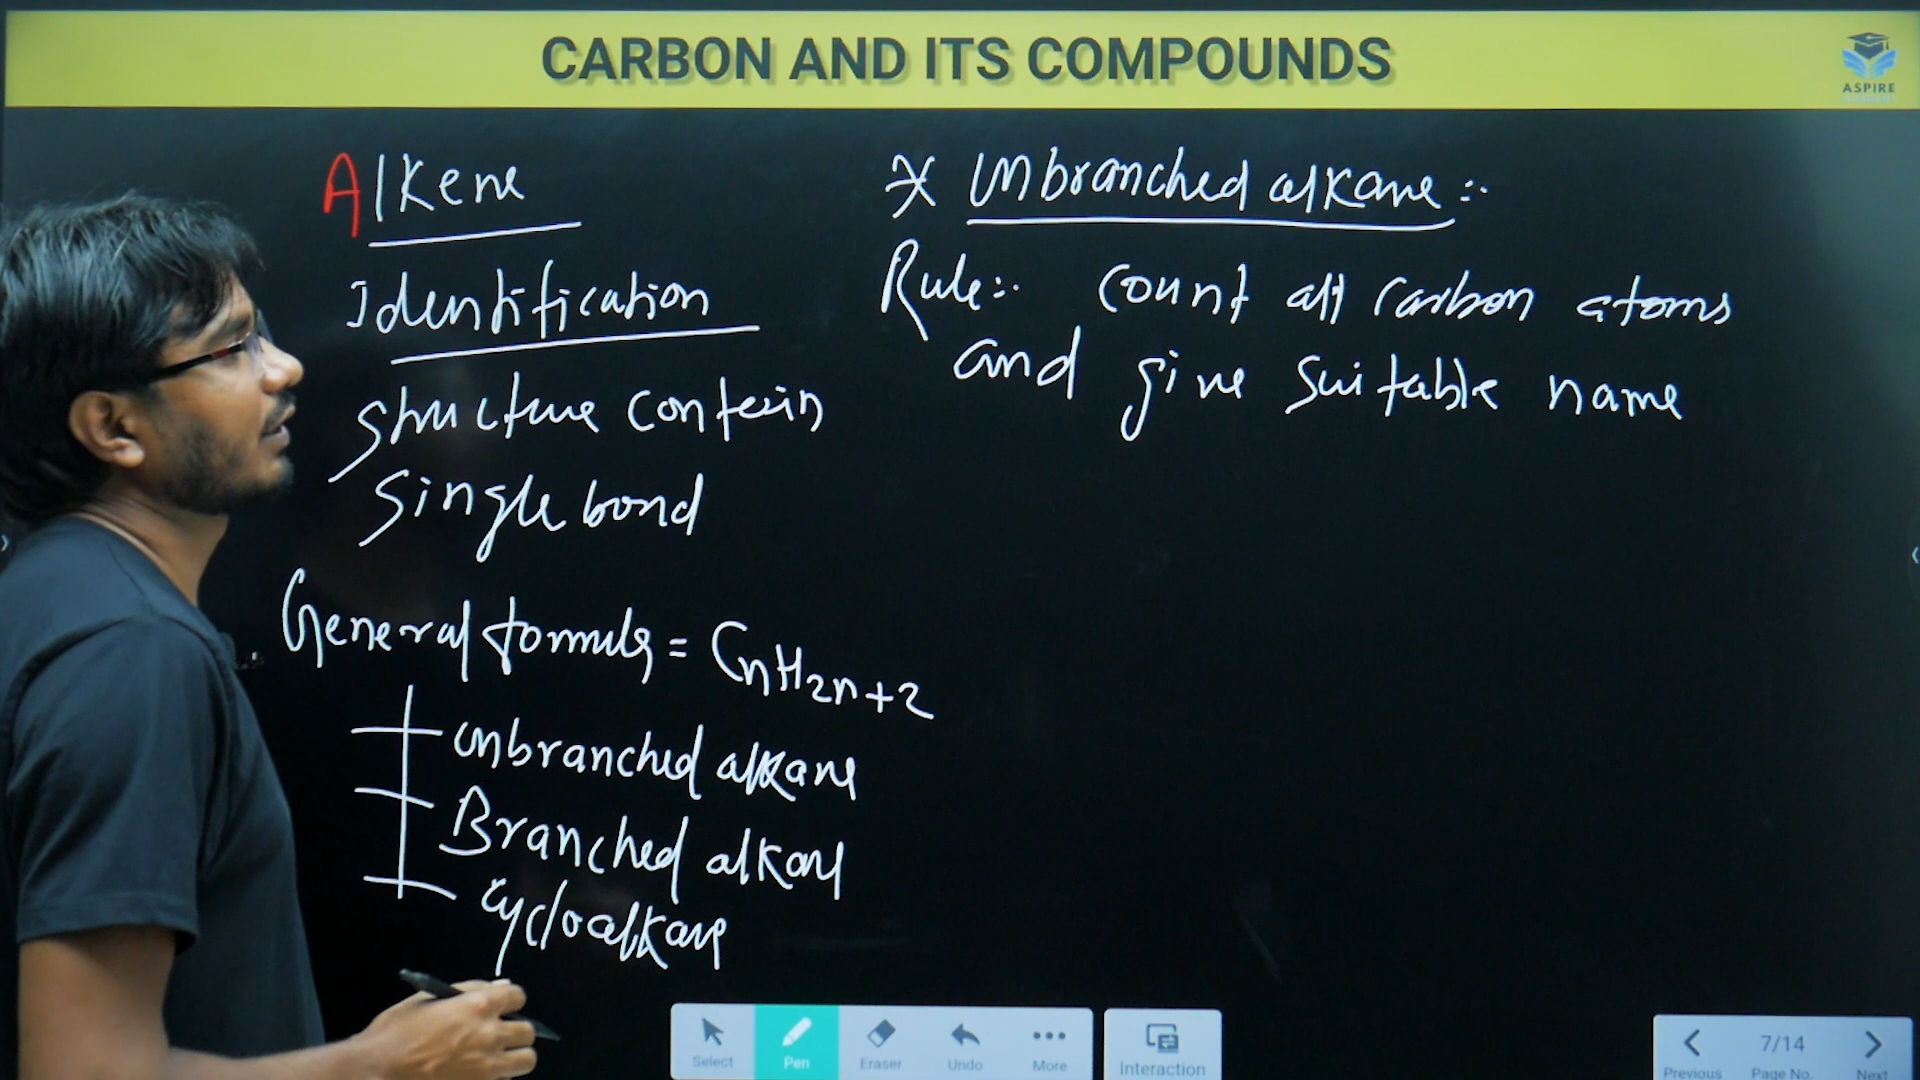 CARBON AND ITS COMPOUNDS
ASPIRE
Alkene
Identification
Structure contain
Single bond
General formula = CnH2n+2
Unbranched alkane
Branched alkane
Cycloalkane
* Unbranched alkane :-
Rule :- Count all Carbon atoms
and give suitable name
Select
Pen
Eraser
Undo
More
Interaction
Previous
7/14
Page No.
Next